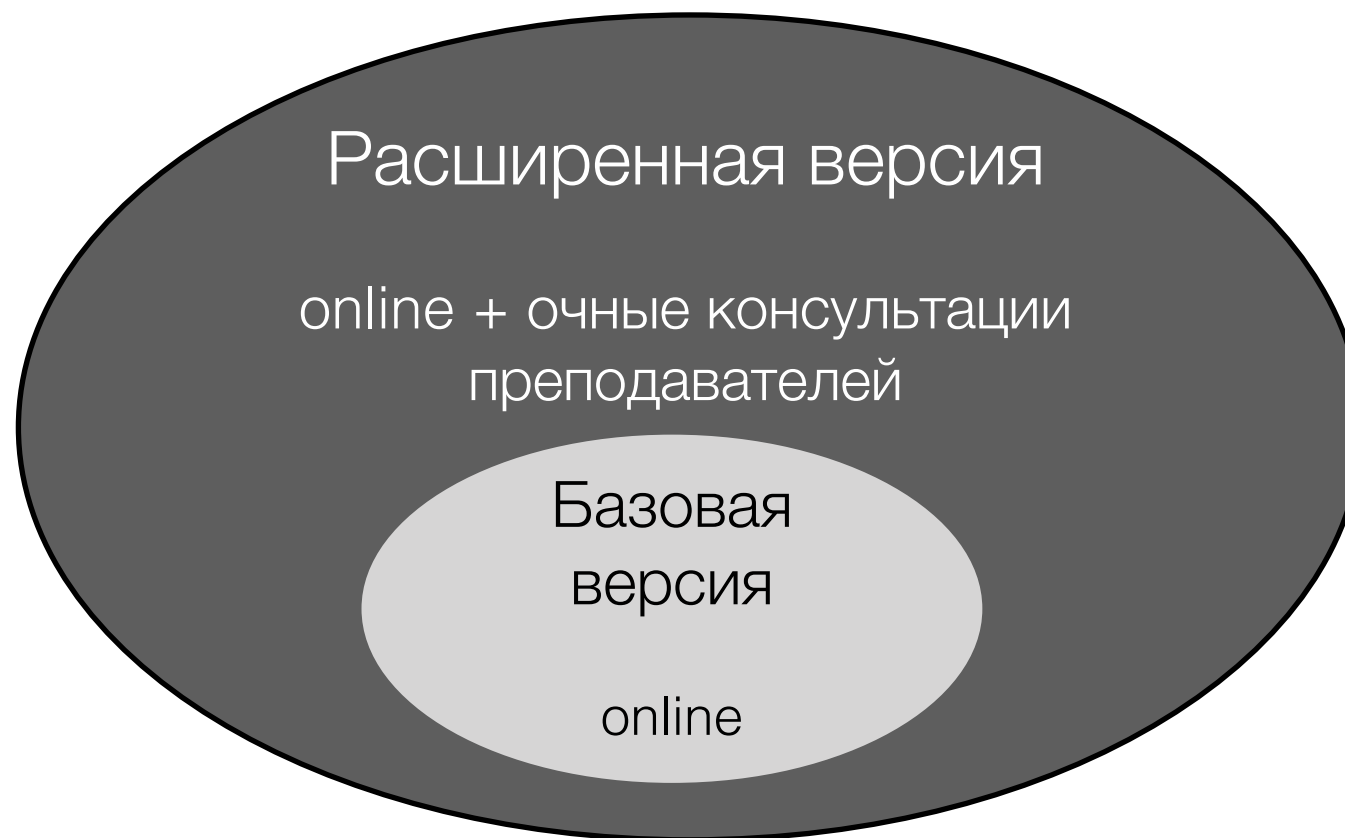 Расширенная версия
online + очные консультации
преподавателей
Базовая
версия
online